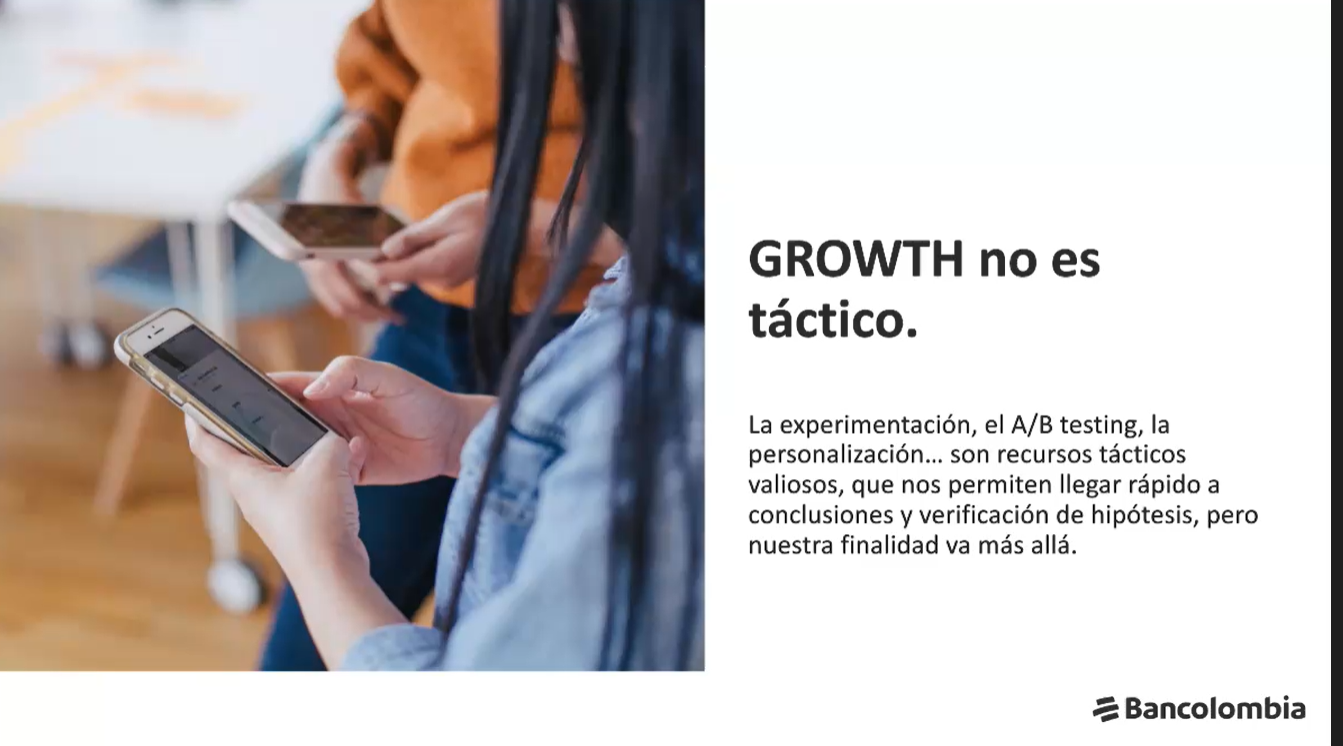 GROWTH no es
táctico.
La experimentación, el A/B testing, la
personalización... son recursos tácticos
valiosos, que nos permiten llegar rápido a
conclusiones y verificación de hipótesis, pero
nuestra finalidad va más allá.
Bancolombia